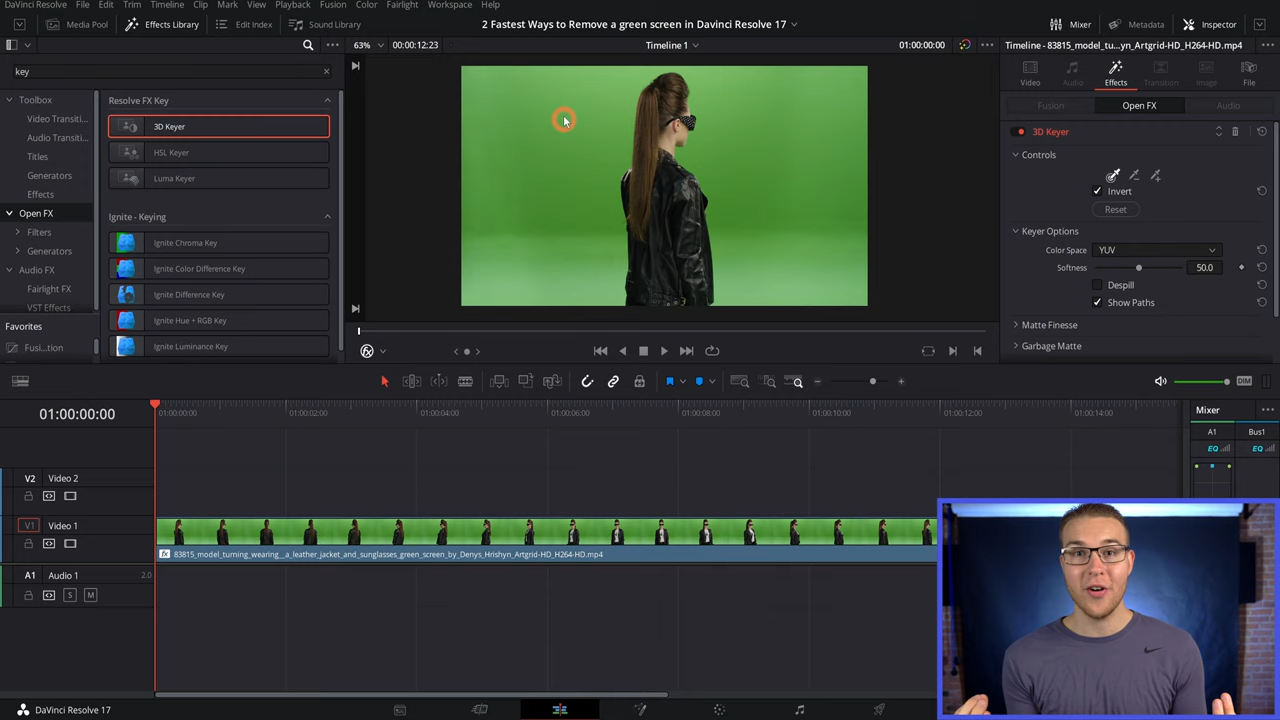 DaVinci Resolve File Edit Trim Timeline Clip Mark View Playback Fusion Color Fairlight Workspace Help
Media Pool Effects Library Edit Index Sound Library 2 Fastest Ways to Remove a green screen in Davinci Resolve 17 Mixer Metadata Inspector
63% 00:00:12:23 Timeline 1 01:00:00:00 Timeline - 83815_model_tu...yn_Artgrid-HD_H264-HD.mp4
key
Video Audio Effects Transition Image File
Toolbox
Video Transiti...
Audio Transiti...
Titles
Generators
Effects
Open FX
Filters
Generators
Audio FX
Fairlight FX
VST Effects
Favorites
Fusi...tion
Resolve FX Key
3D Keyer
HSL Keyer
Luma Keyer
Ignite - Keying
Ignite Chroma Key
Ignite Color Difference Key
Ignite Difference Key
Ignite Hue + RGB Key
Ignite Luminance Key
Fusion Open FX Audio
3D Keyer
Controls
Invert
Reset
Keyer Options
Color Space YUV
Softness 50.0
Despill
Show Paths
Matte Finesse
Garbage Matte
DIM
01:00:00:00
01:00:00:00 01:00:02:00 01:00:04:00 01:00:06:00 01:00:08:00 01:00:10:00 01:00:12:00 01:00:14:00
Mixer
A1 Bus1
EQ EQ
V2 Video 2
V1 Video 1
83815_model_turning_wearing__a_leather_jacket_and_sunglasses_green_screen_by_Denys_Hrishyn_Artgrid-HD_H264-HD.mp4
A1 Audio 1 2.0
S M
DaVinci Resolve 17